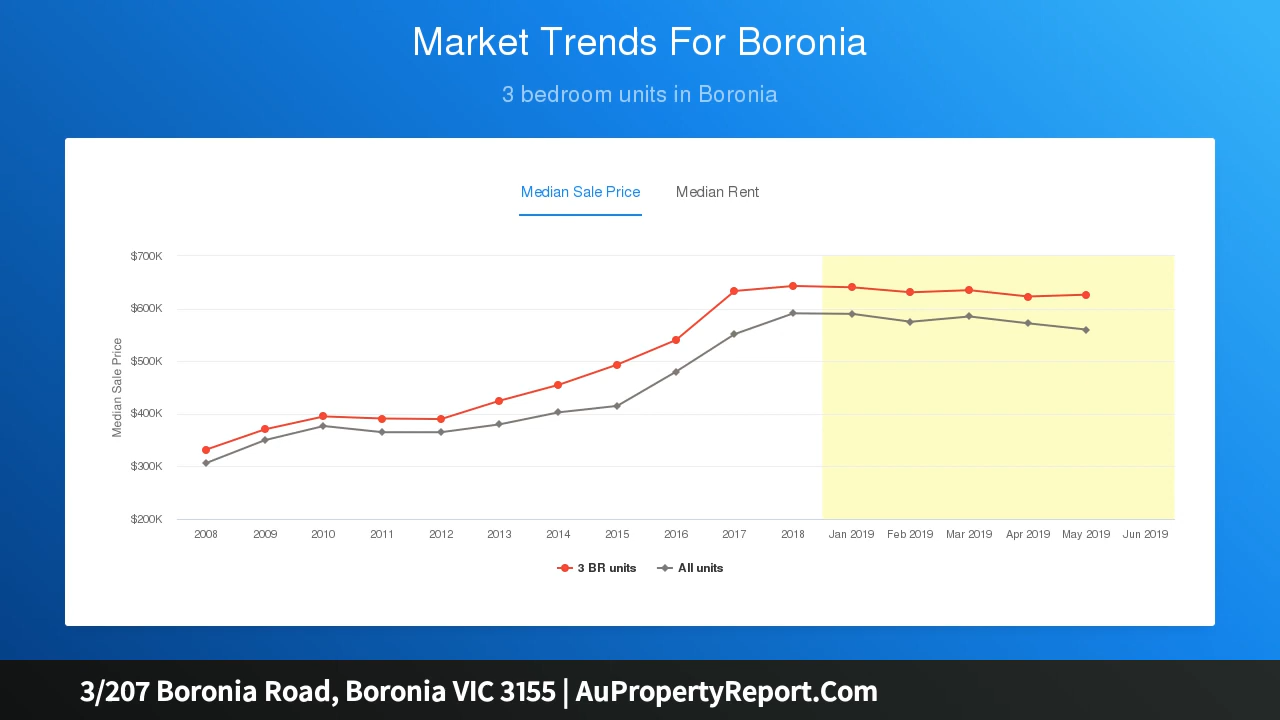 Market Trends For Boronia
3 bedroom units in Boronia
Median Sale Price Median Rent
$700K
$600K
$500K
$400K
$300K
$200K
Median Sale Price
2008 2009 2010 2011 2012 2013 2014 2015 2016 2017 2018 Jan 2019 Feb 2019 Mar 2019 Apr 2019 May 2019 Jun 2019
3 BR units All units
3/207 Boronia Road, Boronia VIC 3155 | AuPropertyReport.Com